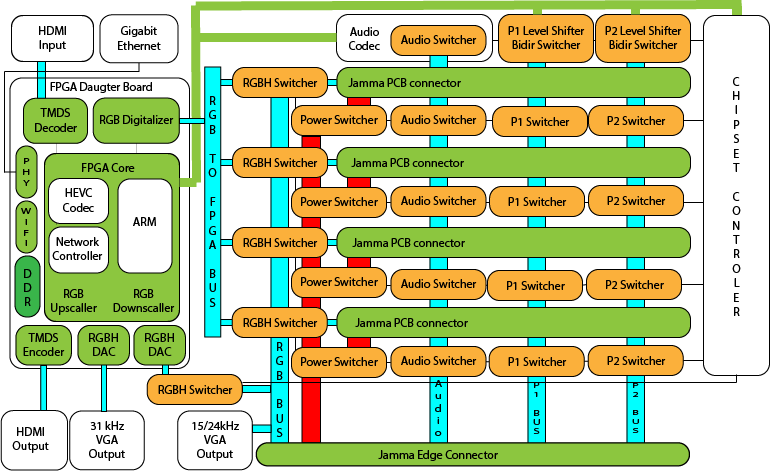 HDMI
Input
Gigabit
Ethernet
Audio
Codec
Audio Switcher
P1 Level Shifter
Bidir Switcher
P2 Level Shifter
Bidir Switcher
FPGA Daugter Board
TMDS
Decoder
RGB Digitalizer
RGB TO FPGA BUS
RGBH Switcher
Jamma PCB connector
Power Switcher
Audio Switcher
P1 Switcher
P2 Switcher
CHIPSET CONTROLER
PHY
WIFI
DDR
FPGA Core
HEVC
Codec
ARM
Network
Controller
RGB
Upscaller
RGB
Downscaller
RGBH Switcher
Jamma PCB connector
Power Switcher
Audio Switcher
P1 Switcher
P2 Switcher
RGBH Switcher
Jamma PCB connector
Power Switcher
Audio Switcher
P1 Switcher
P2 Switcher
RGBH Switcher
Jamma PCB connector
Power Switcher
Audio Switcher
P1 Switcher
P2 Switcher
TMDS
Encoder
RGBH
DAC
RGBH
DAC
RGBH Switcher
RGB BUS
Audio
P1 BUS
P2 BUS
HDMI
Output
31 kHz
VGA
Output
15/24kHz
VGA
Output
Jamma Edge Connector